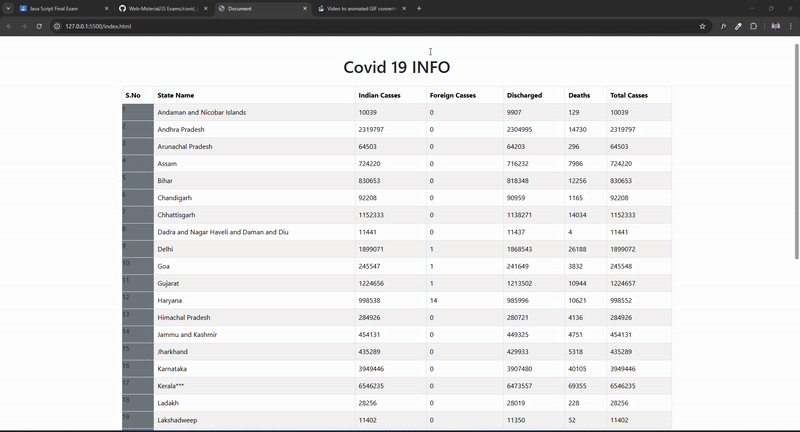 Java Script Final Exam
Web-Material/JS Exams/covid_
Document
Video to animated GIF convert
127.0.0.1:5500/index.html
Covid 19 INFO
S.No State Name Indian Casses Foreign Casses Discharged Deaths Total Casses
1 Andaman and Nicobar Islands 10039 0 9907 129 10039
2 Andhra Pradesh 2319797 0 2304995 14730 2319797
3 Arunachal Pradesh 64503 0 64203 296 64503
4 Assam 724220 0 716232 7986 724220
5 Bihar 830653 0 818348 12256 830653
6 Chandigarh 92208 0 90959 1165 92208
7 Chhattisgarh 1152333 0 1138271 14034 1152333
8 Dadra and Nagar Haveli and Daman and Diu 11441 0 11437 4 11441
9 Delhi 1899071 1 1868543 26188 1899072
10 Goa 245547 1 241649 3832 245548
11 Gujarat 1224656 1 1213502 10944 1224657
12 Haryana 998538 14 985996 10621 998552
13 Himachal Pradesh 284926 0 280721 4136 284926
14 Jammu and Kashmir 454131 0 449325 4751 454131
15 Jharkhand 435289 0 429933 5318 435289
16 Karnataka 3949446 0 3907480 40105 3949446
17 Kerala*** 6546235 0 6473557 69355 6546235
18 Ladakh 28256 0 28019 228 28256
19 Lakshadweep 11402 0 11350 52 11402